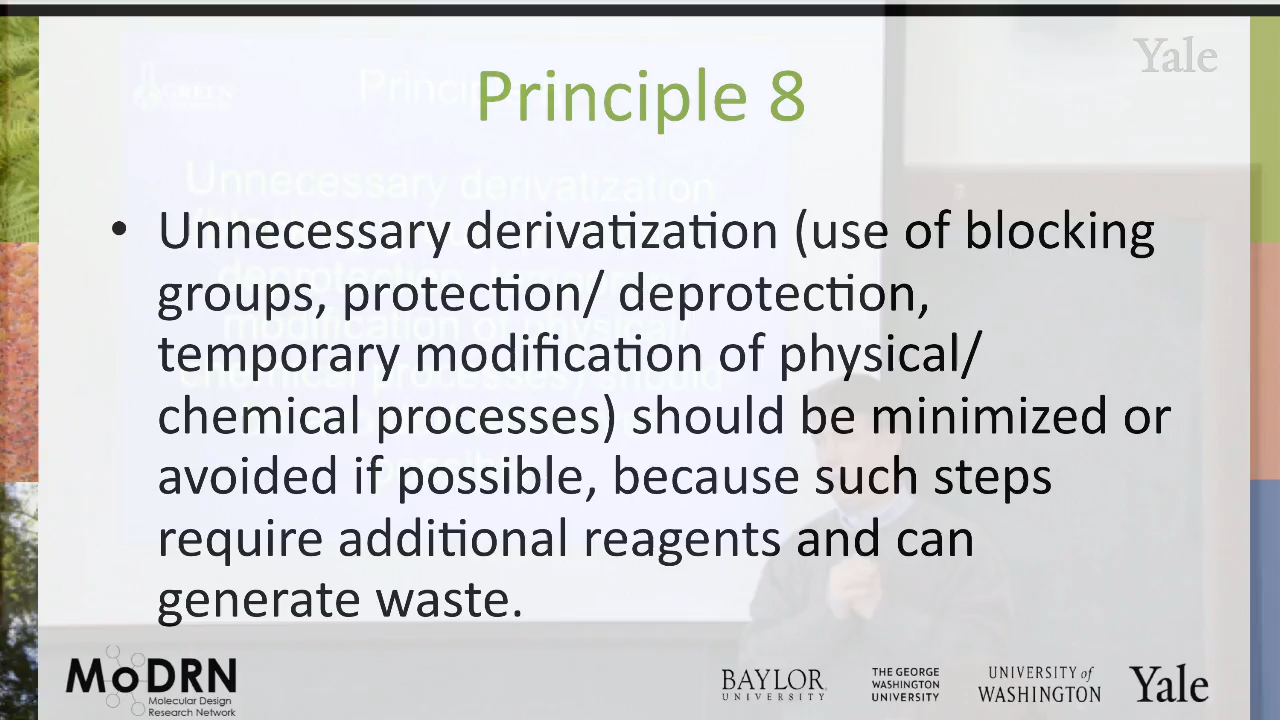 Yale
Principle 8
• Unnecessary derivatization (use of blocking
groups, protection/ deprotection,
temporary modification of physical/
chemical processes) should be minimized or
avoided if possible, because such steps
require additional reagents and can
generate waste.
MoDRN
Molecular Design
Research Network
BAYLOR
UNIVERSITY
THE GEORGE
WASHINGTON
UNIVERSITY
UNIVERSITY of
WASHINGTON
Yale